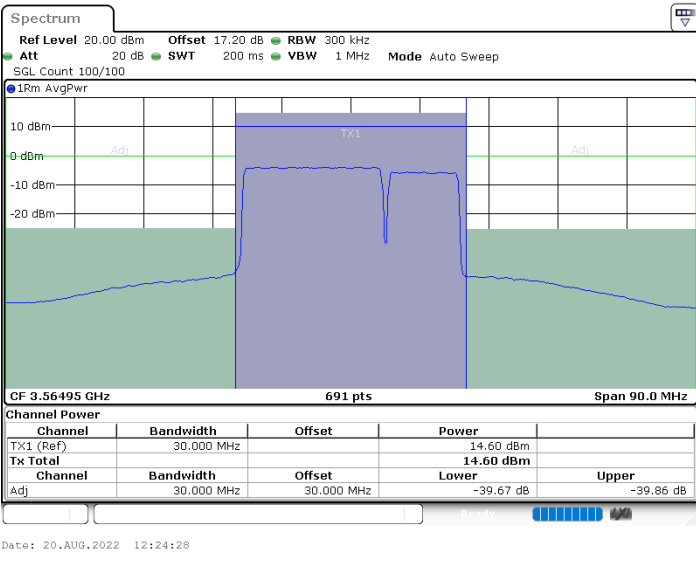 Spectrum
Ref Level 20.00 dBm Offset 17.20 dB RBW 300 kHz
Att 20 dB SWT 200 ms VBW 1 MHz Mode Auto Sweep
SGL Count 100/100
1Rm AvgPwr
10 dBm
TX1
Adj
Adj
0 dBm
-10 dBm
-20 dBm
CF 3.56495 GHz 691 pts Span 90.0 MHz
Channel Power
Channel Bandwidth Offset Power
TX1 (Ref) 30.000 MHz 14.60 dBm
Tx Total 14.60 dBm
Channel Bandwidth Offset Lower Upper
Adj 30.000 MHz 30.000 MHz -39.67 dB -39.86 dB
Ready
Date: 20.AUG.2022 12:24:28